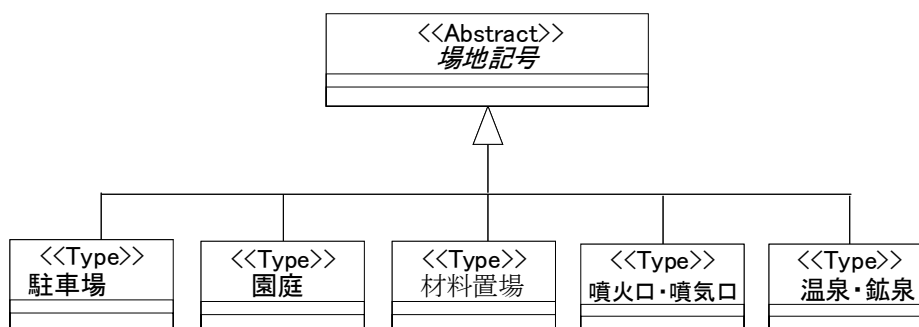 <<Abstract>>
場地記号
<<Type>>
駐車場
<<Type>>
園庭
<<Type>>
材料置場
<<Type>>
噴火口・噴気口
<<Type>>
温泉・鉱泉